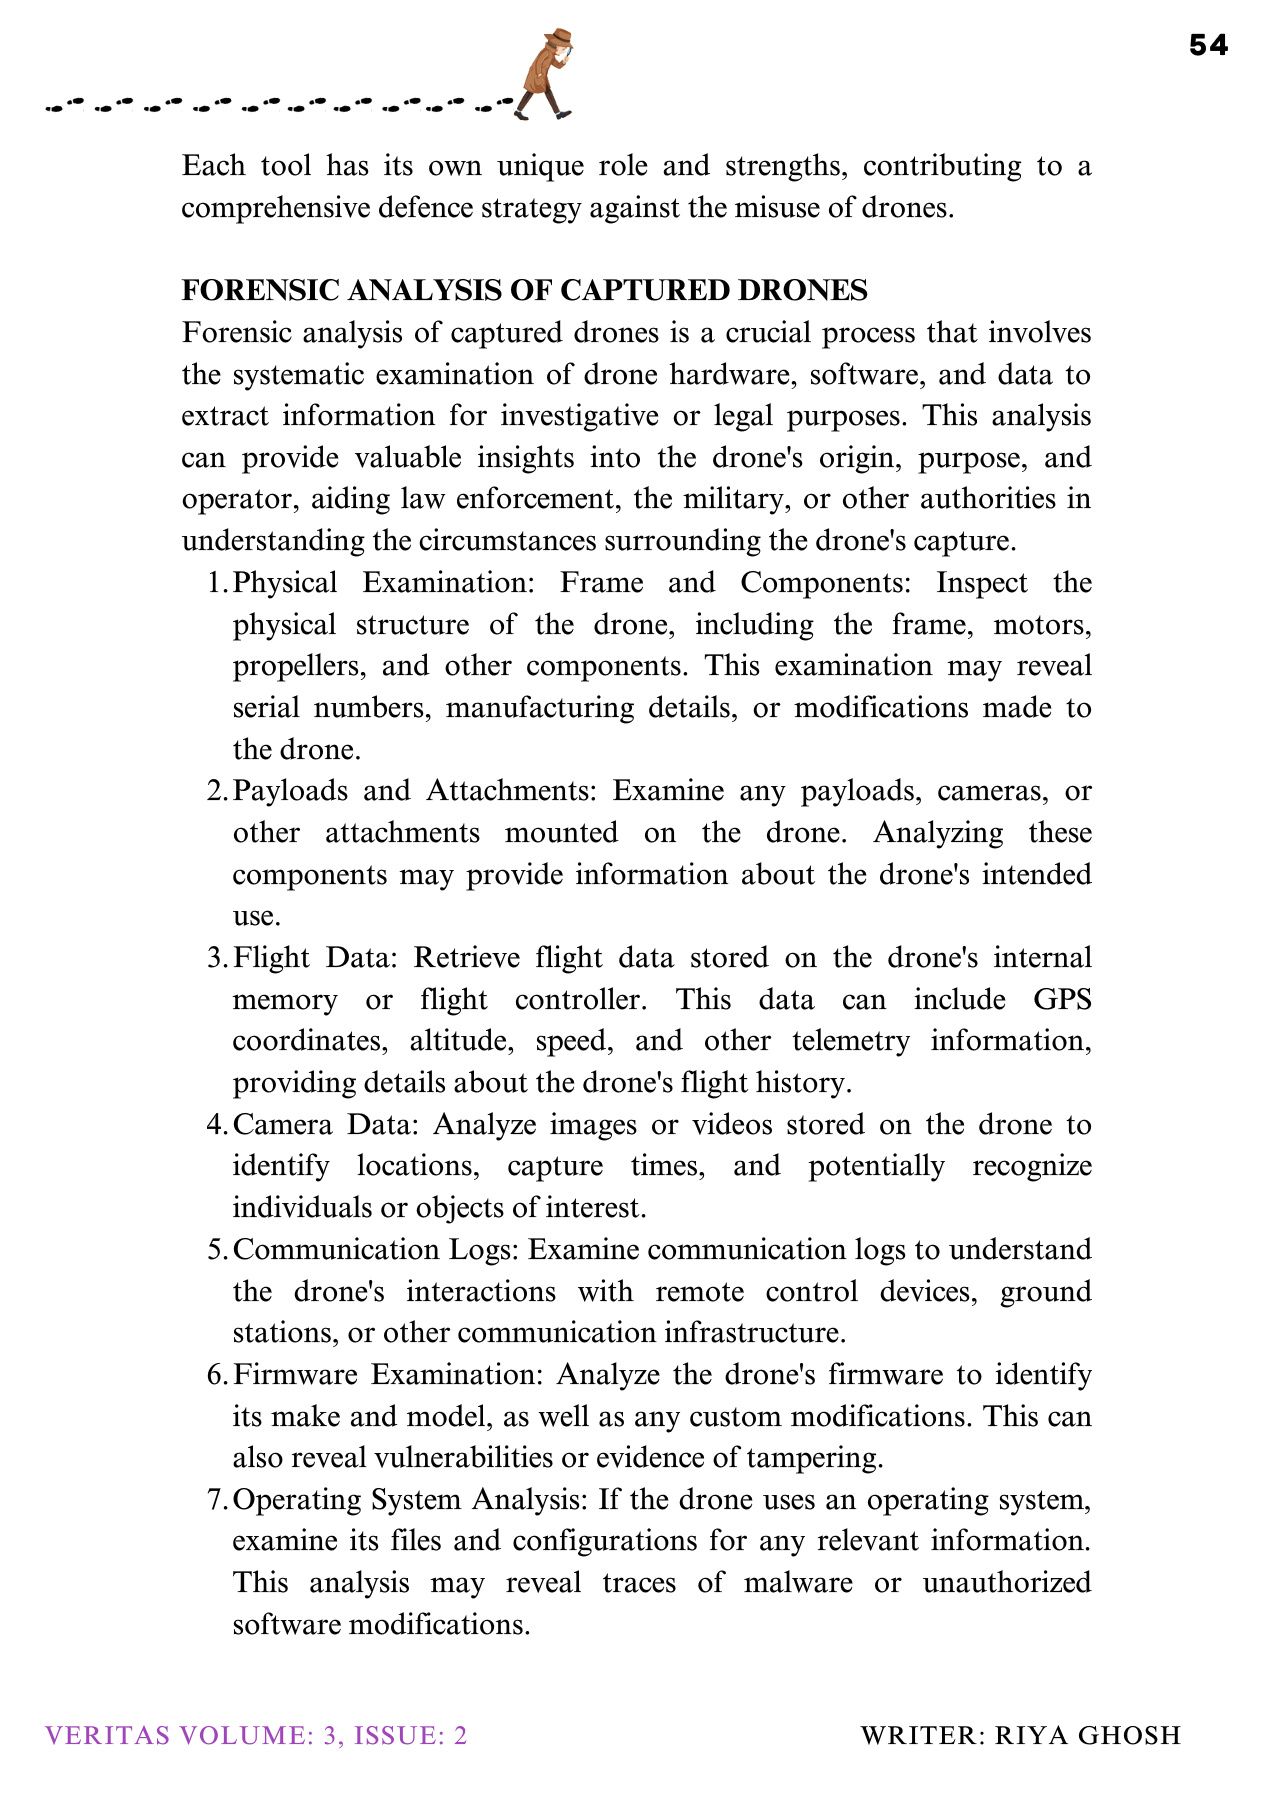 54
Each tool has its own unique role and strengths, contributing to a
comprehensive defence strategy against the misuse of drones.
FORENSIC ANALYSIS OF CAPTURED DRONES
Forensic analysis of captured drones is a crucial process that involves
the systematic examination of drone hardware, software, and data to
extract information for investigative or legal purposes. This analysis
can provide valuable insights into the drone's origin, purpose, and
operator, aiding law enforcement, the military, or other authorities in
understanding the circumstances surrounding the drone's capture.
1. Physical Examination: Frame and Components: Inspect the
physical structure of the drone, including the frame, motors,
propellers, and other components. This examination may reveal
serial numbers, manufacturing details, or modifications made to
the drone.
2. Payloads and Attachments: Examine any payloads, cameras, or
other attachments mounted on the drone. Analyzing these
components may provide information about the drone's intended
use.
3. Flight Data: Retrieve flight data stored on the drone's internal
memory or flight controller. This data can include GPS
coordinates, altitude, speed, and other telemetry information,
providing details about the drone's flight history.
4. Camera Data: Analyze images or videos stored on the drone to
identify locations, capture times, and potentially recognize
individuals or objects of interest.
5. Communication Logs: Examine communication logs to understand
the drone's interactions with remote control devices, ground
stations, or other communication infrastructure.
6. Firmware Examination: Analyze the drone's firmware to identify
its make and model, as well as any custom modifications. This can
also reveal vulnerabilities or evidence of tampering.
7. Operating System Analysis: If the drone uses an operating system,
examine its files and configurations for any relevant information.
This analysis may reveal traces of malware or unauthorized
software modifications.
VERITAS VOLUME: 3, ISSUE: 2
WRITER: RIYA GHOSH